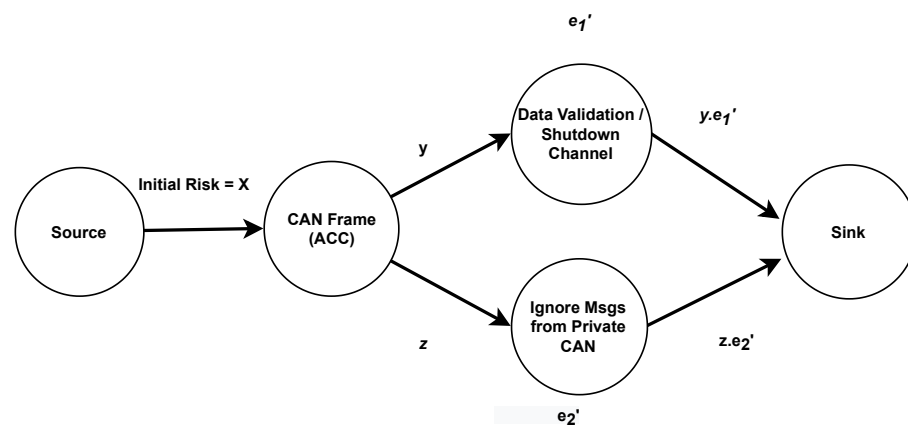 e1'
Data Validation /
Shutdown
Channel
y.e1'
y
Initial Risk = X
Source
CAN Frame
(ACC)
Sink
Ignore Msgs
from Private
CAN
z
z.e2'
e2'